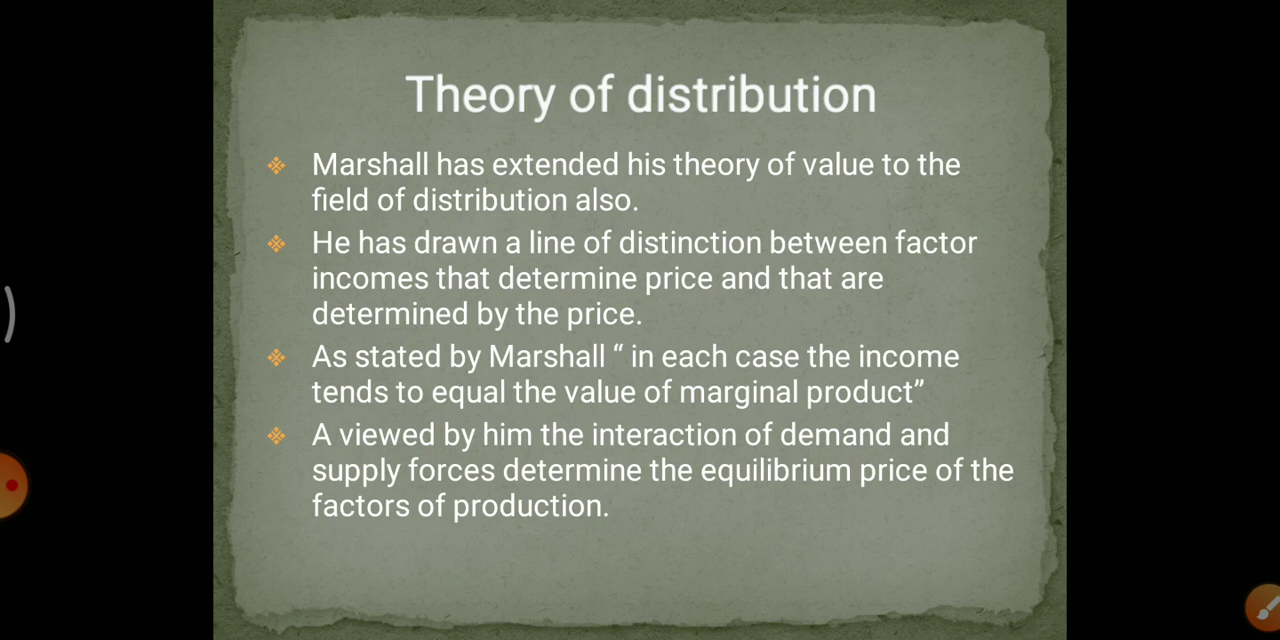 Theory of distribution
Marshall has extended his theory of value to the
field of distribution also.
He has drawn a line of distinction between factor
incomes that determine price and that are
determined by the price.
As stated by Marshall “ in each case the income
tends to equal the value of marginal product”
A viewed by him the interaction of demand and
supply forces determine the equilibrium price of the
factors of production.